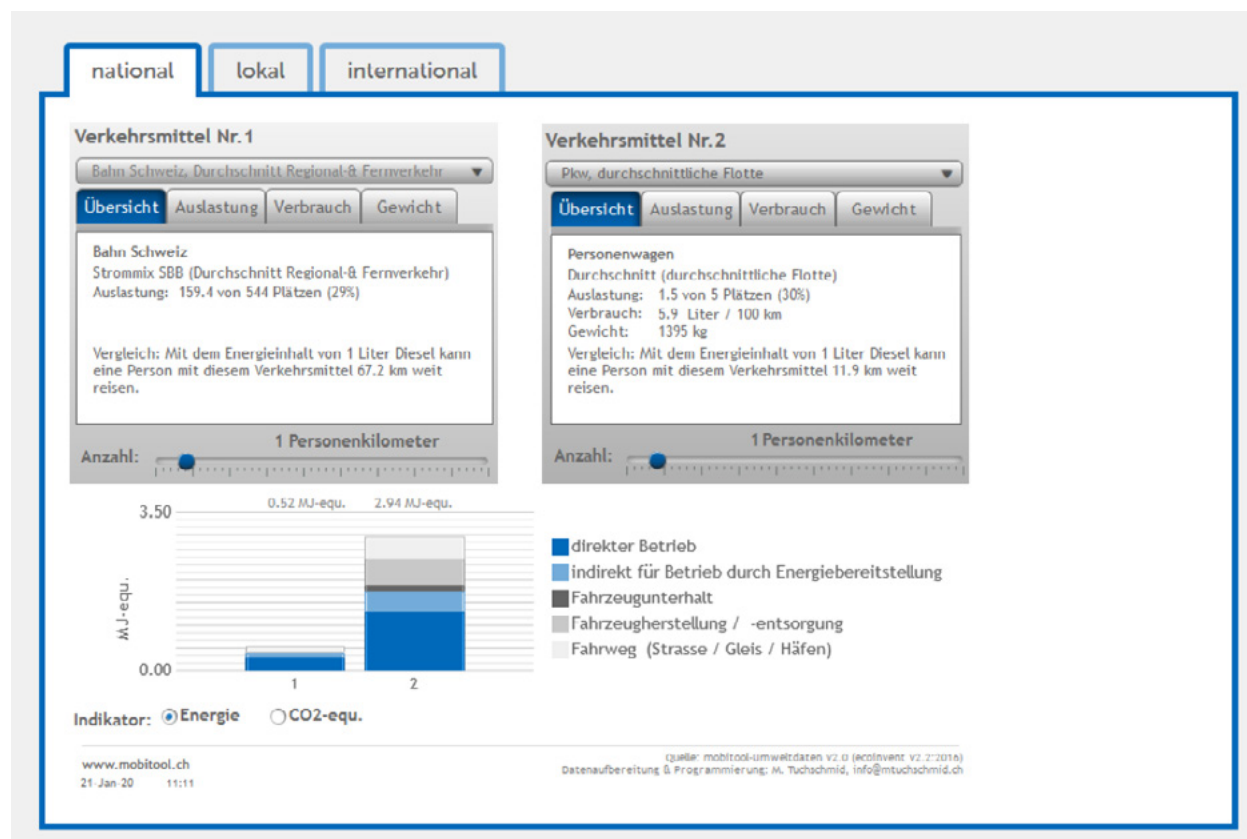 national
lokal
international
Verkehrsmittel Nr.1
Bahn Schweiz, Durchschnitt Regional-& Fernverkehr
Übersicht
Auslastung
Verbrauch
Gewicht
Bahn Schweiz
Strommix SBB (Durchschnitt Regional-& Fernverkehr)
Auslastung: 159.4 von 544 Plätzen (29%)
Vergleich: Mit dem Energieinhalt von 1 Liter Diesel kann
eine Person mit diesem Verkehrsmittel 67.2 km weit
reisen.
1 Personenkilometer
Anzahl:
Verkehrsmittel Nr.2
Pkw, durchschnittliche Flotte
Übersicht
Auslastung
Verbrauch
Gewicht
Personenwagen
Durchschnitt (durchschnittliche Flotte)
Auslastung: 1.5 von 5 Plätzen (30%)
Verbrauch: 5.9 Liter / 100 km
Gewicht: 1395 kg
Vergleich: Mit dem Energieinhalt von 1 Liter Diesel kann
eine Person mit diesem Verkehrsmittel 11.9 km weit
reisen.
1 Personenkilometer
Anzahl:
0.52 MJ-equ.
2.94 MJ-equ.
3.50
MJ-equ.
0.00
1
2
direkter Betrieb
indirekt für Betrieb durch Energiebereitstellung
Fahrzeugunterhalt
Fahrzeugherstellung / -entsorgung
Fahrweg (Strasse / Gleis / Häfen)
Indikator:
Energie
CO2-equ.
www.mobitool.ch
21-Jan-20 11:11
Quelle: mobitool-umweltdaten v2.0 (ecoinvent v2.2:2016)
Datenaufbereitung & Programmierung: M. Tuchschmid, info@mtuchschmid.ch